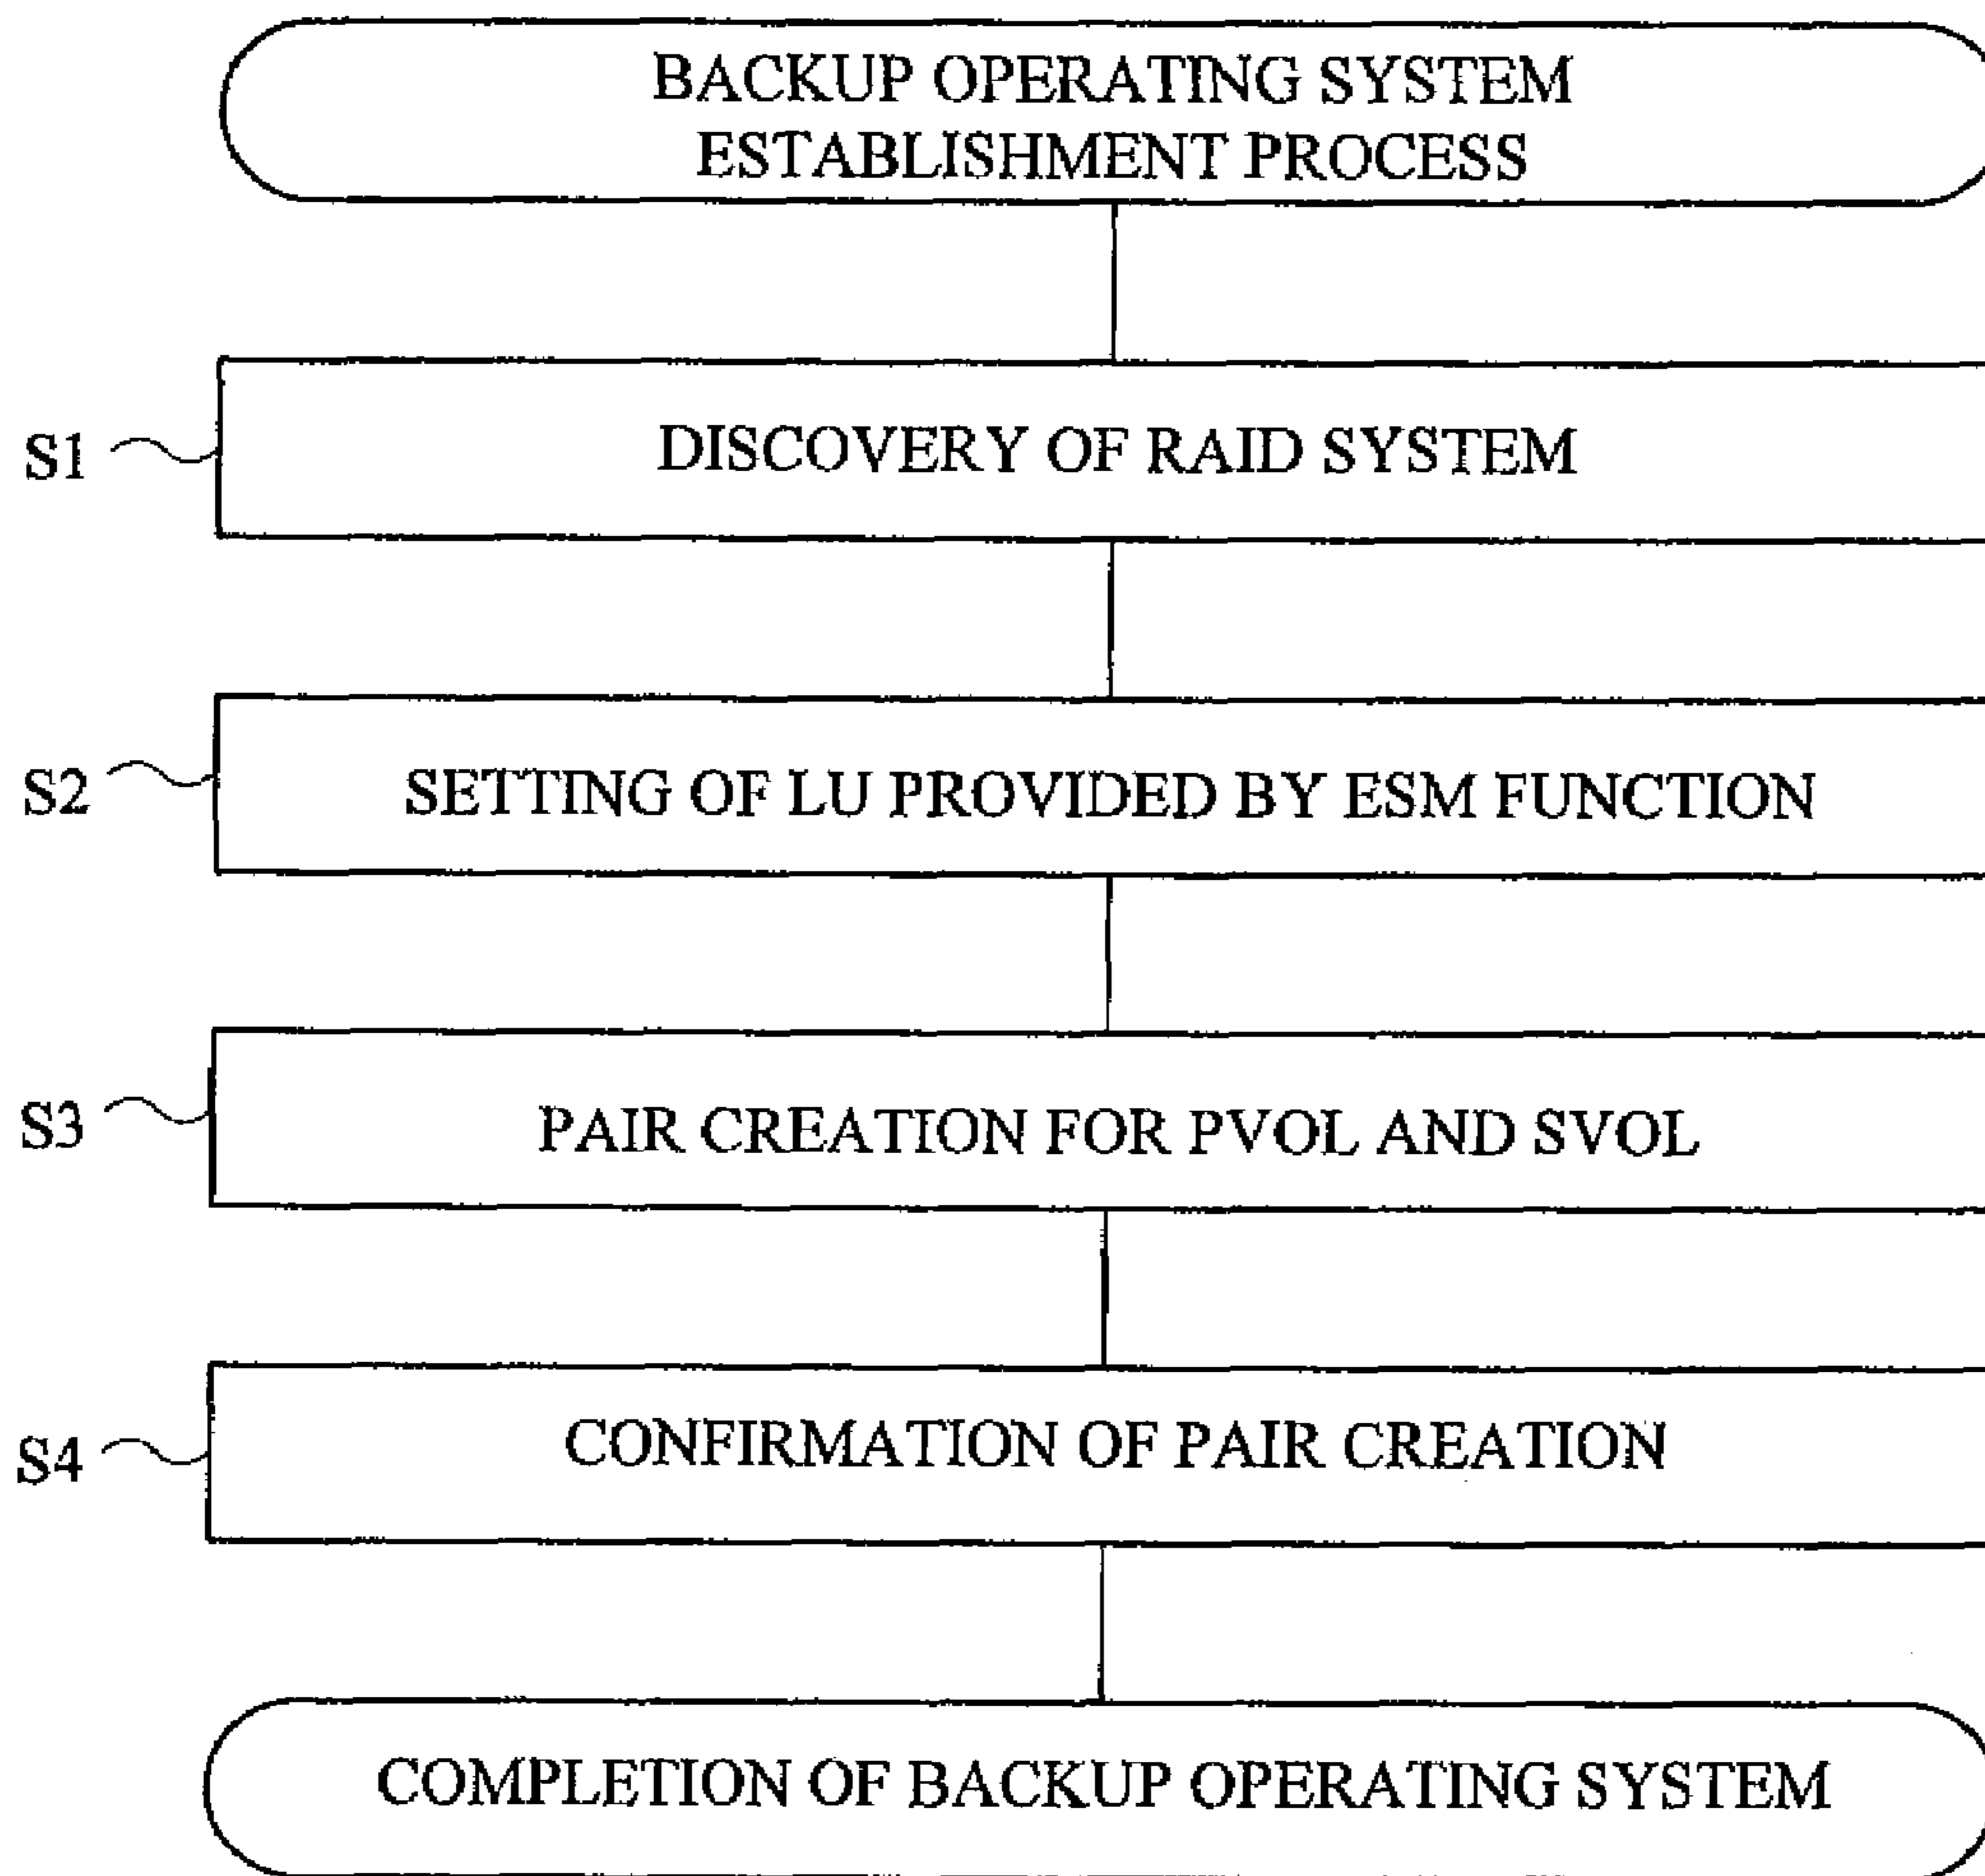 BACKUP OPERATING SYSTEM
ESTABLISHMENT PROCESS
S1
DISCOVERY OF RAID SYSTEM
S2
SETTING OF LU PROVIDED BY ESM FUNCTION
S3
PAIR CREATION FOR PVOL AND SVOL
S4
CONFIRMATION OF PAIR CREATION
COMPLETION OF BACKUP OPERATING SYSTEM